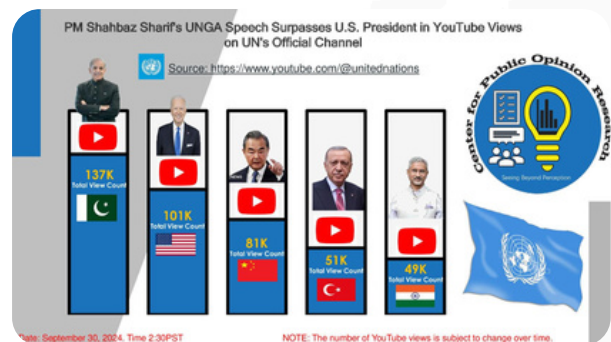 PM Shahbaz Sharif's UNGA Speech Surpasses U.S. President in YouTube Views
on UN's Official Channel
Source: https://www.youtube.com/@unitednations
Center for Public Opinion Research
Seeing Beyond Perception
137K
Total View Count
101K
Total View Count
81K
Total View Count
51K
Total View Count
49K
Total View Count
Date: September 30, 2024. Time 2:30PST
NOTE: The number of YouTube views is subject to change over time.